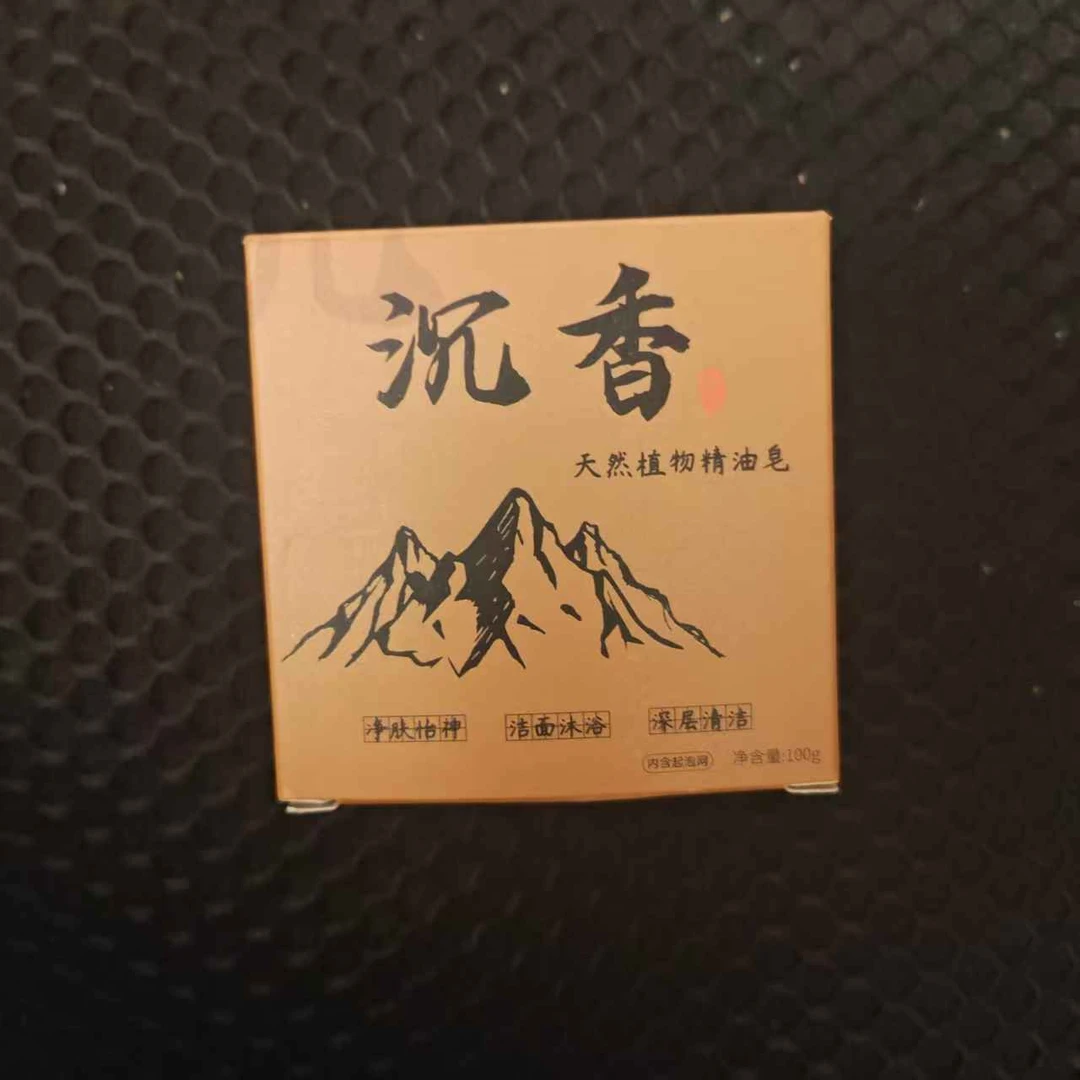 沉香
天然植物精油皂
净肤怡神 洁面沐浴 深层清洁
内含起泡网 净含量:100g